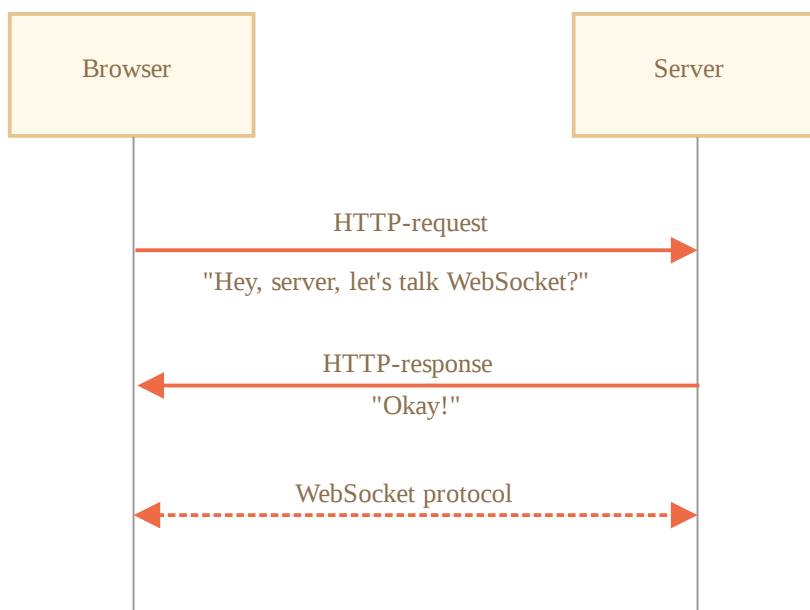 Browser
Server
HTTP-request
"Hey, server, let's talk WebSocket?"
HTTP-response
"Okay!"
WebSocket protocol